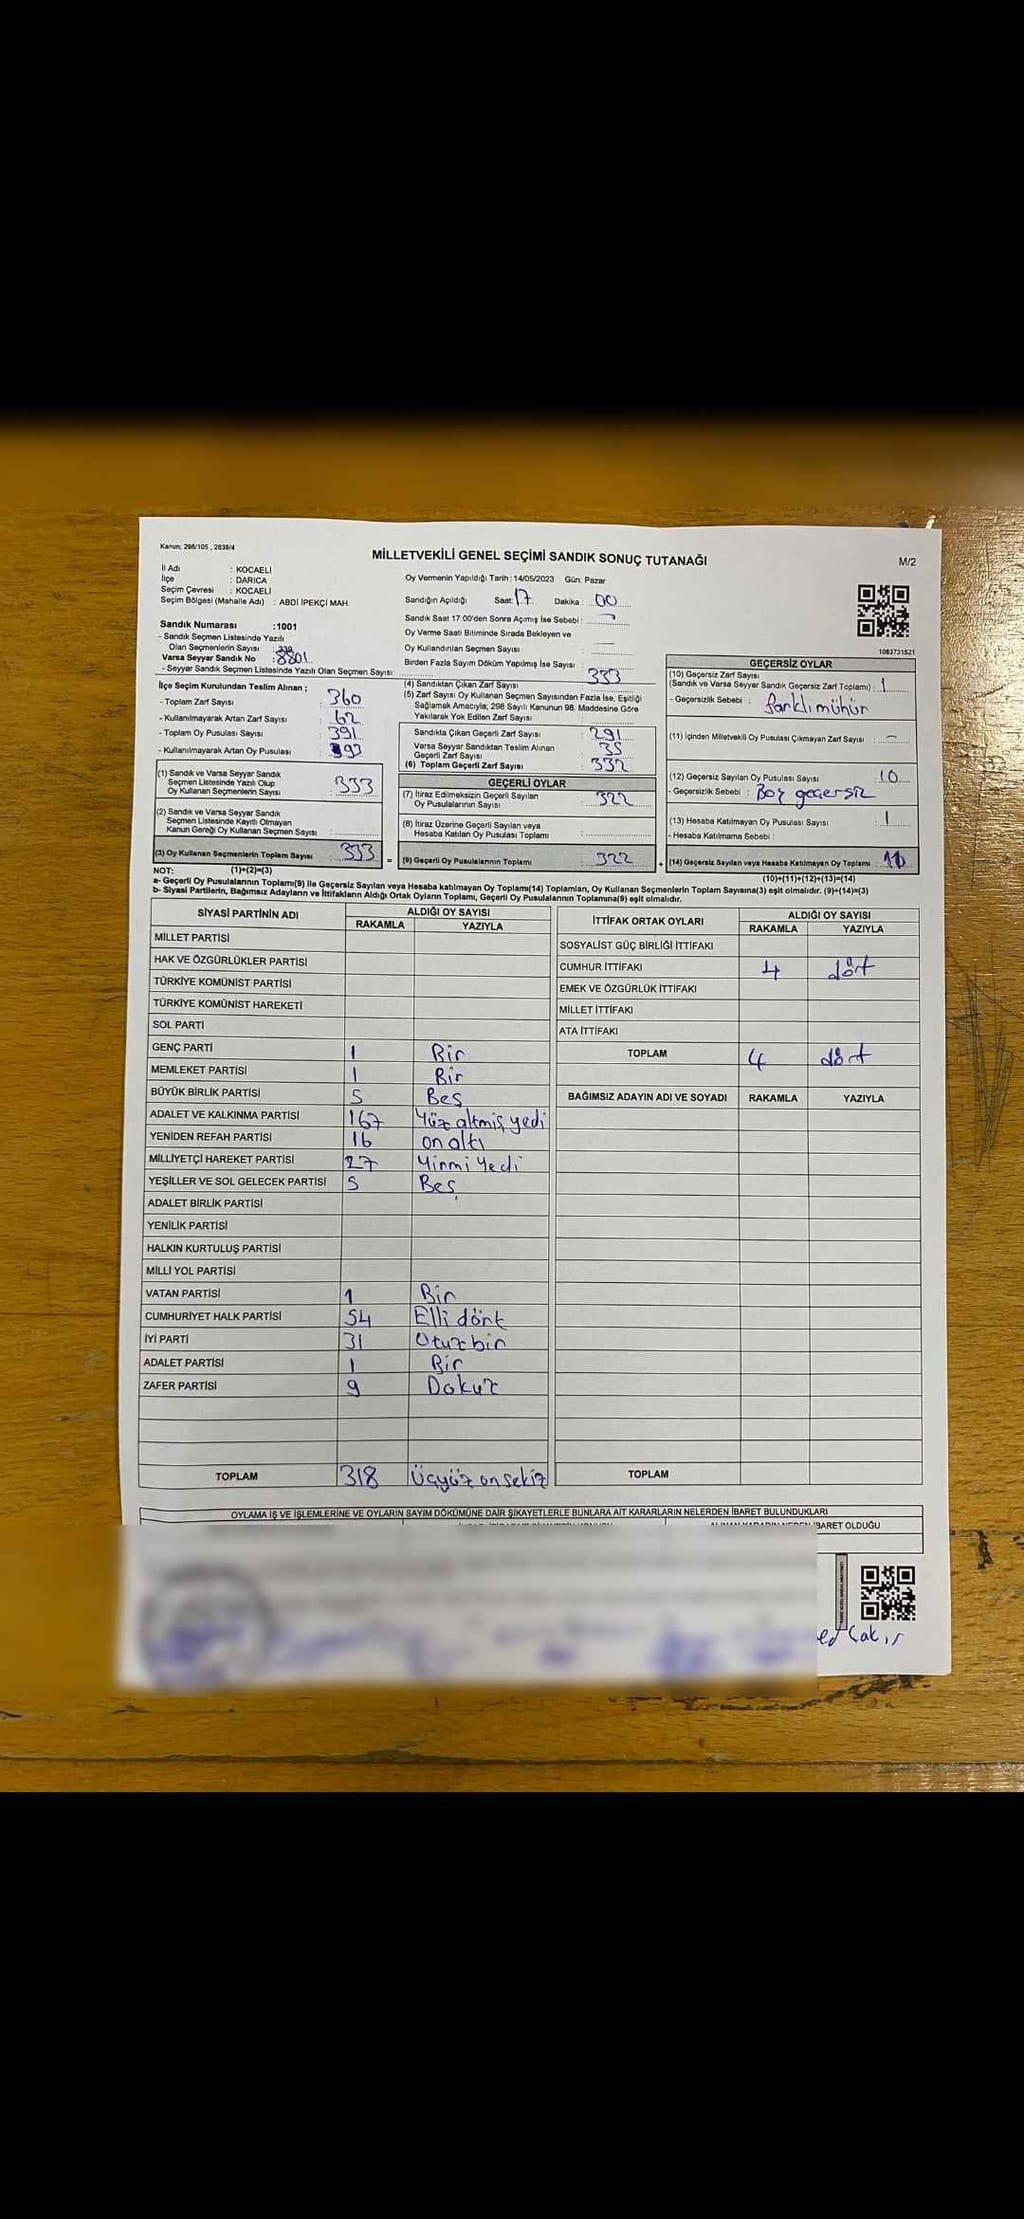 Kanun; 298/105 , 2839/4
MİLLETVEKİLİ GENEL SEÇİMİ SANDIK SONUÇ TUTANAĞI
M/2
İl Adı : KOCAELİ
İlçe : DARICA
Seçim Çevresi : KOCAELİ
Seçim Bölgesi (Mahalle Adı) : ABDİ İPEKÇİ MAH.
Oy Vermenin Yapıldığı Tarih : 14/05/2023 Gün: Pazar
Sandığın Açıldığı Saat: 17 Dakika : 00
Sandık Saat 17:00'den Sonra Açımış İse Sebebi :
Oy Verme Saati Bitiminde Sırada Bekleyen ve
Oy Kullandırılan Seçmen Sayısı :
Birden Fazla Sayım Döküm Yapılmış İse Sayısı :
Sandık Numarası :1001
- Sandık Seçmen Listesinde Yazılı
Olan Seçmenlerin Sayısı :
Varsa Seyyar Sandık No : 8801
- Seyyar Sandık Seçmen Listesinde Yazılı Olan Seçmen Sayısı:
İlçe Seçim Kurulundan Teslim Alınan ;
- Toplam Zarf Sayısı : 360
- Kullanılmayarak Artan Zarf Sayısı : 62
- Toplam Oy Pusulası Sayısı : 391
- Kullanılmayarak Artan Oy Pusulası : 93
(1) Sandık ve Varsa Seyyar Sandık
Seçmen Listesinde Yazılı Olup
Oy Kullanan Seçmenlerin Sayısı : 333
(2) Sandık ve Varsa Seyyar Sandık
Seçmen Listesinde Kayıtlı Olmayan
Kanun Gereği Oy Kullanan Seçmen Sayısı :
(3) Oy Kullanan Seçmenlerin Toplam Sayısı : 333 =
(4) Sandıktan Çıkan Zarf Sayısı : 333
(5) Zarf Sayısı Oy Kullanan Seçmen Sayısından Fazla İse, Eşitliği
Sağlamak Amacıyla; 298 Sayılı Kanunun 98. Maddesine Göre
Yakılarak Yok Edilen Zarf Sayısı :
Sandıkta Çıkan Geçerli Zarf Sayısı : 291
Varsa Seyyar Sandıktan Teslim Alınan
Geçerli Zarf Sayısı : 35
(6) Toplam Geçerli Zarf Sayısı : 332
GEÇERLİ OYLAR
(7) İtiraz Edilmeksizin Geçerli Sayılan
Oy Pusulalarının Sayısı : 322
(8) İtiraz Üzerine Geçerli Sayılan veya
Hesaba Katılan Oy Pusulası Toplamı :
(9) Geçerli Oy Pusulalarının Toplamı : 322 +
1083731521
GEÇERSİZ OYLAR
(10) Geçersiz Zarf Sayısı
(Sandık ve Varsa Seyyar Sandık Geçersiz Zarf Toplamı) : 1
- Geçersizlik Sebebi : farklı mühür
(11) İçinden Milletvekili Oy Pusulası Çıkmayan Zarf Sayısı : -
(12) Geçersiz Sayılan Oy Pusulası Sayısı : 10
- Geçersizlik Sebebi : Boş geçersiz
(13) Hesaba Katılmayan Oy Pusulası Sayısı : 1
- Hesaba Katılmama Sebebi :
(14) Geçersiz Sayılan veya Hesaba Katılmayan Oy Toplamı : 11
NOT: (1)+(2)=(3) (10)+(11)+(12)+(13)=(14)
a- Geçerli Oy Pusulalarının Toplamı(9) ile Geçersiz Sayılan veya Hesaba katılmayan Oy Toplamı(14) Toplamları, Oy Kullanan Seçmenlerin Toplam Sayısına(3) eşit olmalıdır. (9)+(14)=(3)
b- Siyasi Partilerin, Bağımsız Adayların ve İttifakların Aldığı Ortak Oyların Toplamı, Geçerli Oy Pusulalarının Toplamına(9) eşit olmalıdır.
SİYASİ PARTİNİN ADI ALDIĞI OY SAYISI
RAKAMLA YAZIYLA
MİLLET PARTİSİ
HAK VE ÖZGÜRLÜKLER PARTİSİ
TÜRKİYE KOMÜNİST PARTİSİ
TÜRKİYE KOMÜNİST HAREKETİ
SOL PARTİ
GENÇ PARTİ 1 Bir
MEMLEKET PARTİSİ 1 Bir
BÜYÜK BİRLİK PARTİSİ 5 Beş
ADALET VE KALKINMA PARTİSİ 167 Yüz altmış yedi
YENİDEN REFAH PARTİSİ 16 on altı
MİLLİYETÇİ HAREKET PARTİSİ 27 Yirmi Yedi
YEŞİLLER VE SOL GELECEK PARTİSİ 5 Beş
ADALET BİRLİK PARTİSİ
YENİLİK PARTİSİ
HALKIN KURTULUŞ PARTİSİ
MİLLİ YOL PARTİSİ
VATAN PARTİSİ 1 Bir
CUMHURİYET HALK PARTİSİ 54 Elli dört
İYİ PARTİ 31 Otuz bir
ADALET PARTİSİ 1 Bir
ZAFER PARTİSİ 9 Dokuz
TOPLAM 318 Üçyüz on sekiz
İTTİFAK ORTAK OYLARI ALDIĞI OY SAYISI
RAKAMLA YAZIYLA
SOSYALİST GÜÇ BİRLİĞİ İTTİFAKI
CUMHUR İTTİFAKI 4 dört
EMEK VE ÖZGÜRLÜK İTTİFAKI
MİLLET İTTİFAKI
ATA İTTİFAKI
TOPLAM 4 dört
BAĞIMSIZ ADAYIN ADI VE SOYADI RAKAMLA YAZIYLA
TOPLAM
OYLAMA İŞ VE İŞLEMLERİNE VE OYLARIN SAYIM DÖKÜMÜNE DAİR ŞİKAYETLERLE BUNLARA AİT KARARLARIN NELERDEN İBARET BULUNDUKLARI
ALINAN KARARIN NEDEN İBARET OLDUĞU
Çakır